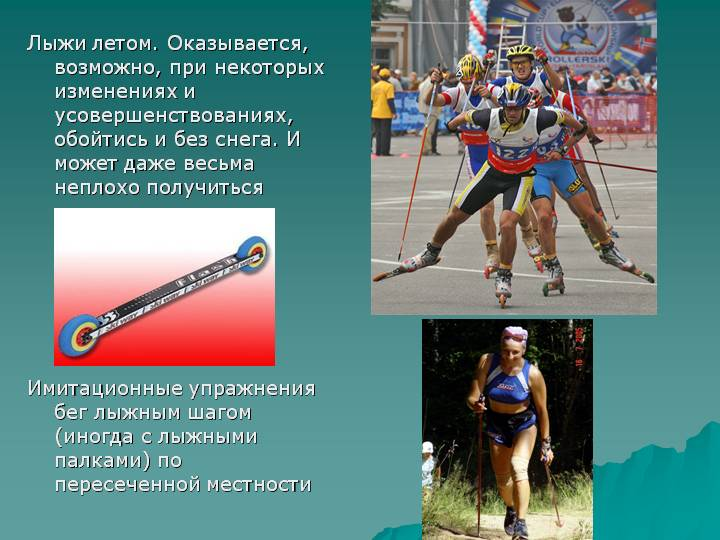 Лыжи летом. Оказывается,
возможно, при некоторых
изменениях и
усовершенствованиях,
обойтись и без снега. И
может даже весьма
неплохо получиться
Имитационные упражнения
бег лыжным шагом
(иногда с лыжными
палками) по
пересеченной местности
ROLLERSKI